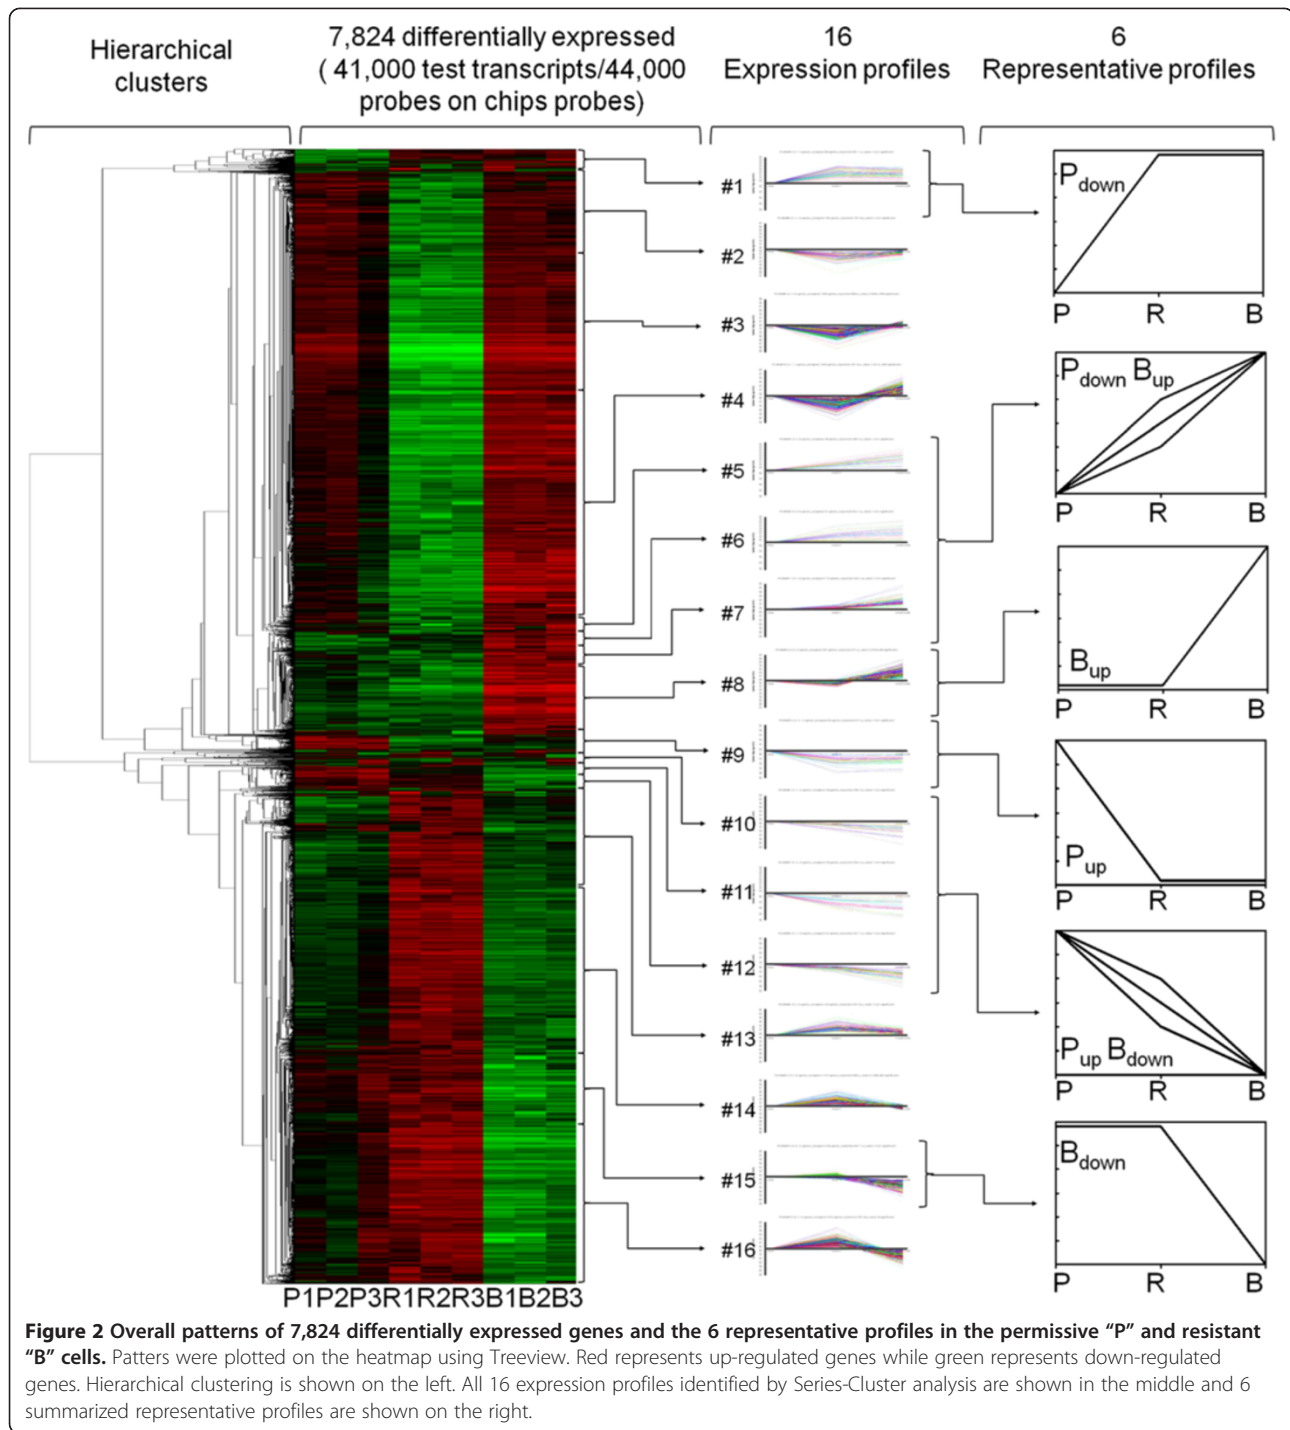 Hierarchical
clusters
7,824 differentially expressed
( 41,000 test transcripts/44,000
probes on chips probes)
16
Expression profiles
6
Representative profiles
#1
#2
#3
#4
#5
#6
#7
#8
#9
#10
#11
#12
#13
#14
#15
#16
Pdown
P R B
Pdown Bup
P R B
Bup
P R B
Pup
P R B
Pup Bdown
P R B
Bdown
P R B
P1P2P3R1R2R3B1B2B3
Figure 2 Overall patterns of 7,824 differentially expressed genes and the 6 representative profiles in the permissive “P” and resistant
“B” cells. Patters were plotted on the heatmap using Treeview. Red represents up-regulated genes while green represents down-regulated
genes. Hierarchical clustering is shown on the left. All 16 expression profiles identified by Series-Cluster analysis are shown in the middle and 6
summarized representative profiles are shown on the right.